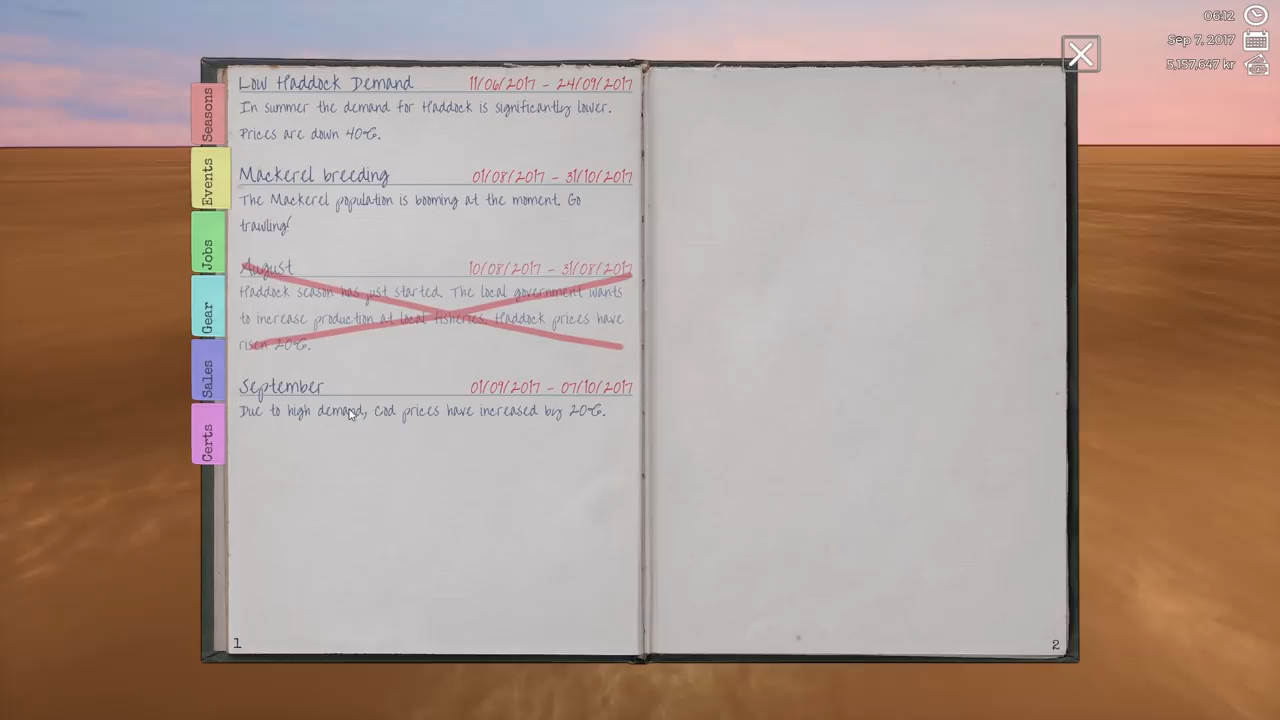 06:12
Sep 7, 2017
5,157,647 kr
Seasons
Events
Jobs
Gear
Sales
Certs
Low Haddock Demand 11/06/2017 - 24/09/2017
In summer the demand for Haddock is significantly lower.
Prices are down 40%.
Mackerel breeding 01/08/2017 - 31/10/2017
The Mackerel population is booming at the moment. Go
trawling!
August 10/08/2017 - 31/08/2017
Haddock season has just started. The local government wants
to increase production at local fisheries. Haddock prices have
risen 20%.
September 01/09/2017 - 07/10/2017
Due to high demand, cod prices have increased by 20%.
1
2